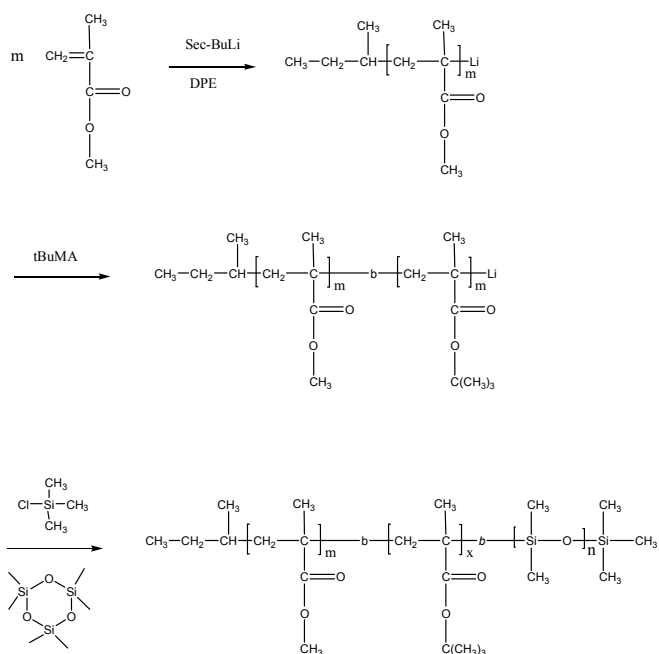 CH3 Sec-BuLi CH3 CH3
m CH2=C DPE CH3-CH2-CH[CH2-C]m Li
C=O C=O
O O
CH3 CH3
tBuMA CH3 CH3 CH3
CH3-CH2-CH[CH2-C]m b [CH2-C]m Li
C=O C=O
O O
CH3 C(CH3)3
CH3 CH3 CH3 CH3 CH3 CH3
Cl-Si-CH3 CH3-CH2-CH[CH2-C]m b [CH2-C]x b [Si-O]n Si-CH3
CH3 C=O C=O CH3 CH3
O
Si Si O O
O O
Si CH3 C(CH3)3